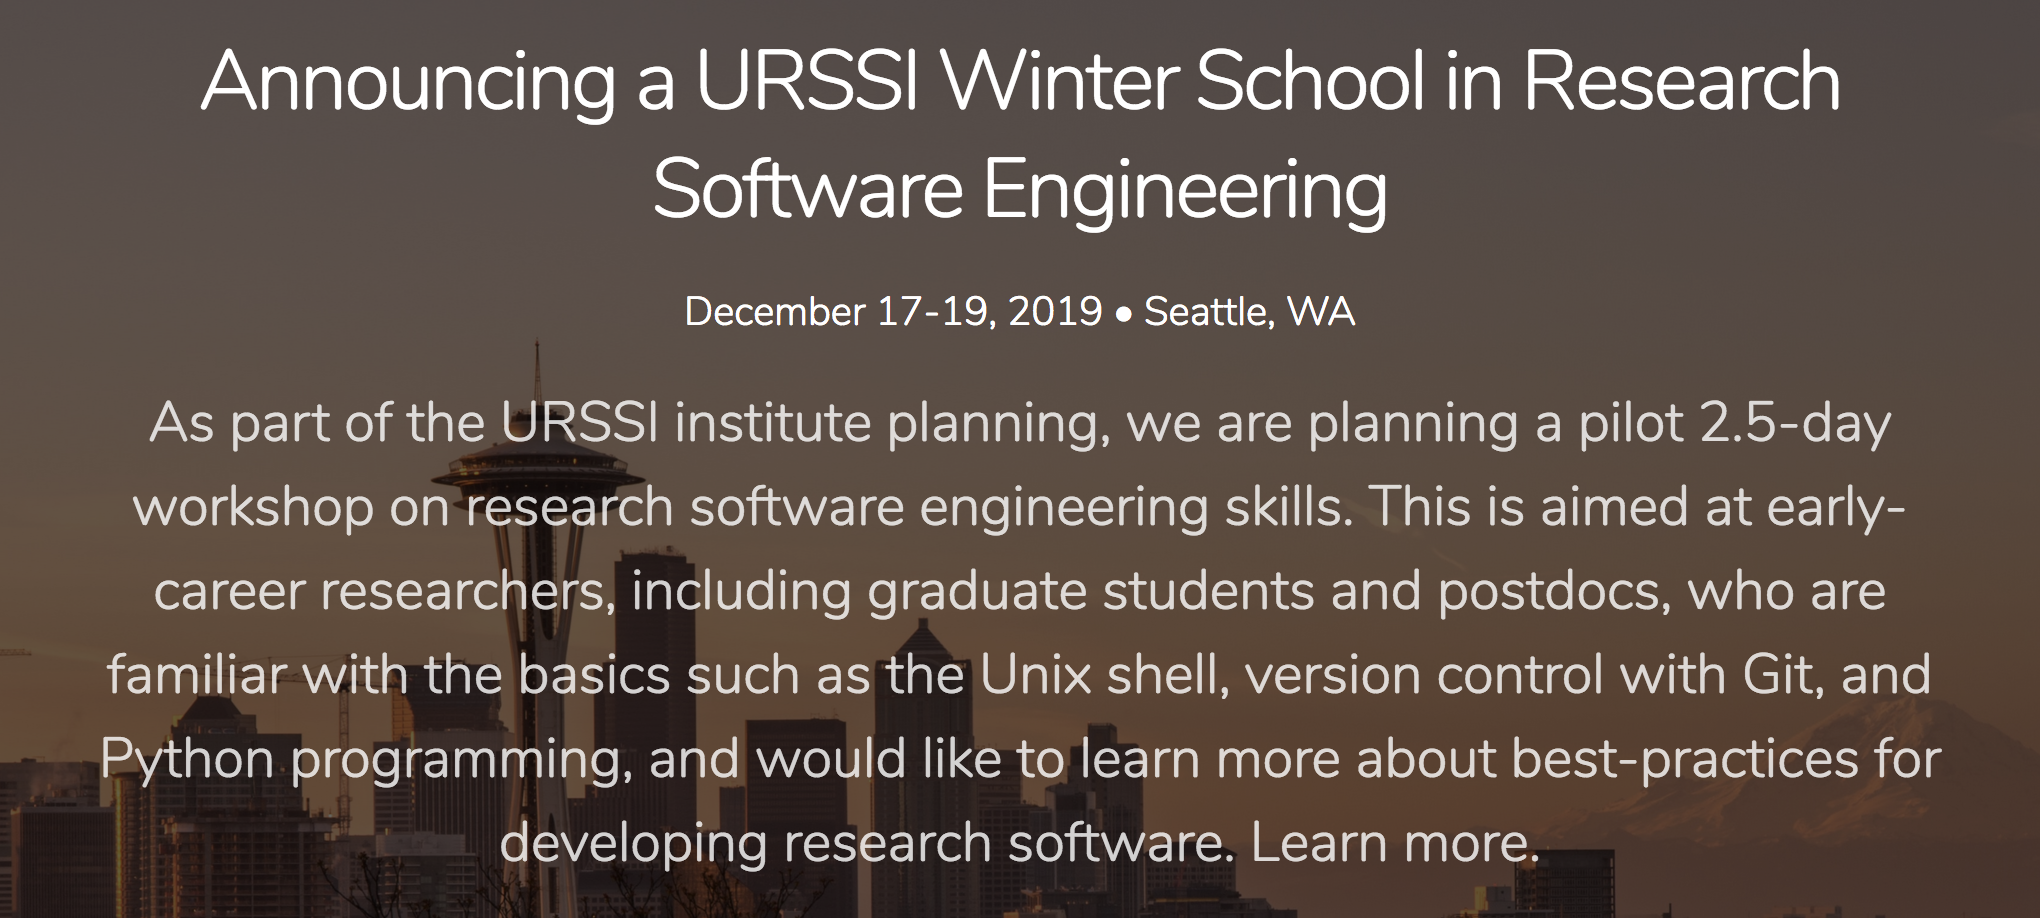 Announcing a URSSI Winter School in Research
Software Engineering
December 17-19, 2019 • Seattle, WA
As part of the URSSI institute planning, we are planning a pilot 2.5-day
workshop on research software engineering skills. This is aimed at early-
career researchers, including graduate students and postdocs, who are
familiar with the basics such as the Unix shell, version control with Git, and
Python programming, and would like to learn more about best-practices for
developing research software. Learn more.